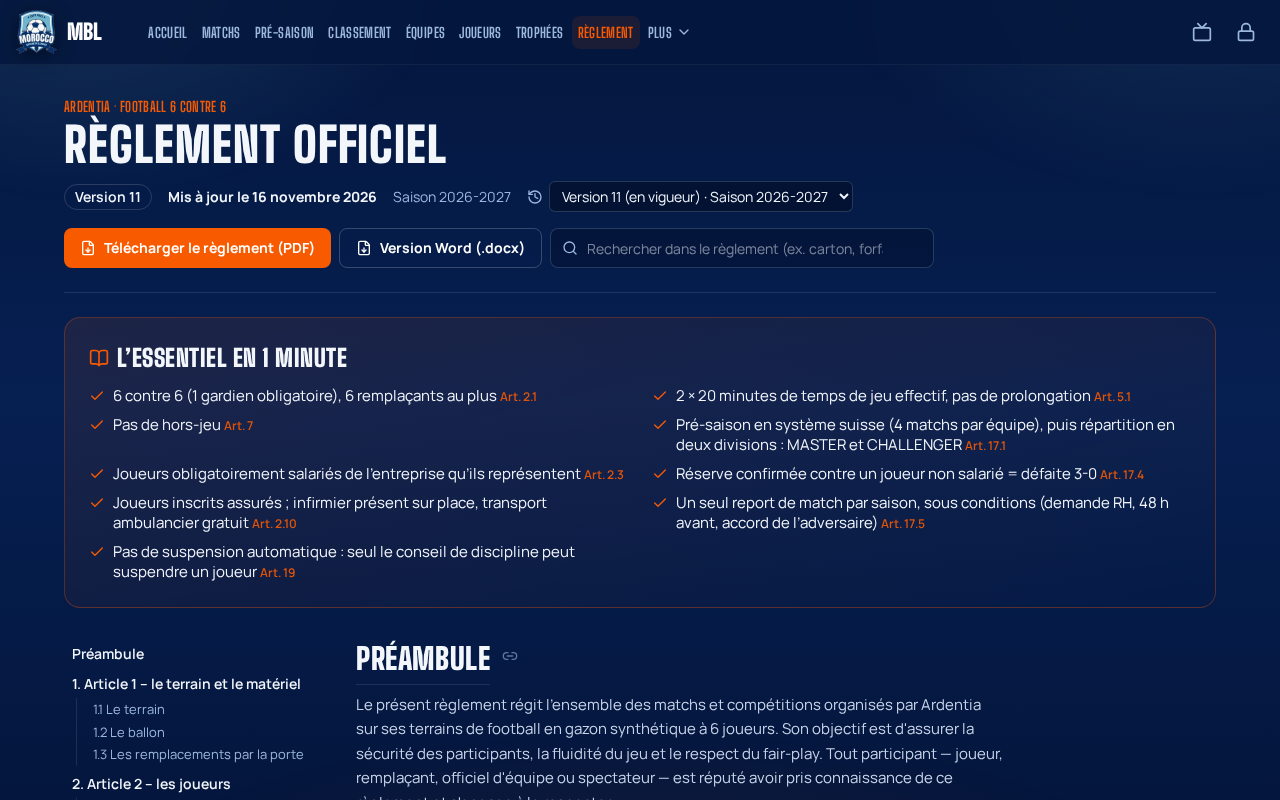 MOROCCO
MBL
ACCUEIL
MATCHS
PRÉ-SAISON
CLASSEMENT
ÉQUIPES
JOUEURS
TROPHÉES
RÈGLEMENT
PLUS
ARDENTIA · FOOTBALL 6 CONTRE 6
RÈGLEMENT OFFICIEL
Version 11
Mis à jour le 16 novembre 2026
Saison 2026-2027
Version 11 (en vigueur) · Saison 2026-2027
Télécharger le règlement (PDF)
Version Word (.docx)
Rechercher dans le règlement (ex. carton, forf
L'ESSENTIEL EN 1 MINUTE
6 contre 6 (1 gardien obligatoire), 6 remplaçants au plus Art. 2.1
2 × 20 minutes de temps de jeu effectif, pas de prolongation Art. 5.1
Pas de hors-jeu Art. 7
Pré-saison en système suisse (4 matchs par équipe), puis répartition en
deux divisions : MASTER et CHALLENGER Art. 17.1
Joueurs obligatoirement salariés de l'entreprise qu'ils représentent Art. 2.3
Réserve confirmée contre un joueur non salarié = défaite 3-0 Art. 17.4
Joueurs inscrits assurés ; infirmier présent sur place, transport
ambulancier gratuit Art. 2.10
Un seul report de match par saison, sous conditions (demande RH, 48 h
avant, accord de l'adversaire) Art. 17.5
Pas de suspension automatique : seul le conseil de discipline peut
suspendre un joueur Art. 19
Préambule
1. Article 1 – le terrain et le matériel
1.1 Le terrain
1.2 Le ballon
1.3 Les remplacements par la porte
2. Article 2 – les joueurs
PRÉAMBULE
Le présent règlement régit l'ensemble des matchs et compétitions organisés par Ardentia
sur ses terrains de football en gazon synthétique à 6 joueurs. Son objectif est d'assurer la
sécurité des participants, la fluidité du jeu et le respect du fair-play. Tout participant — joueur,
remplaçant, officiel d'équipe ou spectateur — est réputé avoir pris connaissance de ce